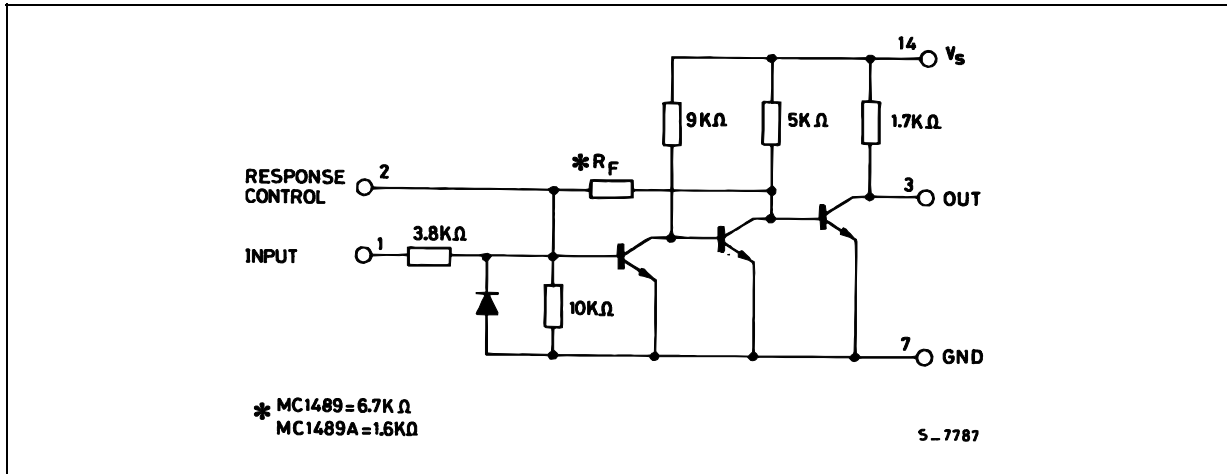 14
Vs
9KΩ
5KΩ
1.7KΩ
*RF
RESPONSE
CONTROL
2
3
OUT
INPUT
1
3.8KΩ
10KΩ
7
GND
* MC1489=6.7KΩ
MC1489A=1.6KΩ
S_7787